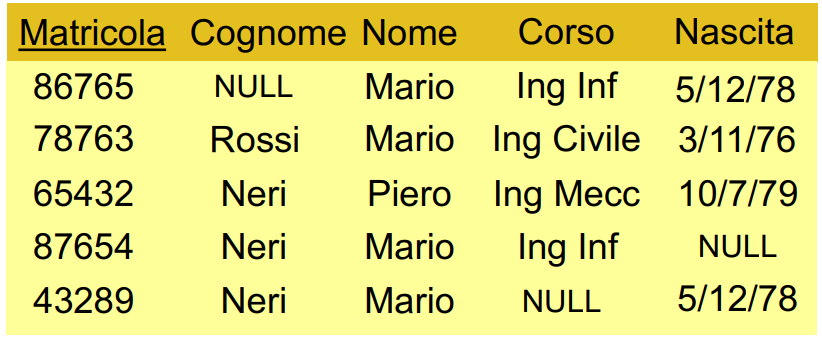 Matricola Cognome Nome Corso Nascita
86765 NULL Mario Ing Inf 5/12/78
78763 Rossi Mario Ing Civile 3/11/76
65432 Neri Piero Ing Mecc 10/7/79
87654 Neri Mario Ing Inf NULL
43289 Neri Mario NULL 5/12/78